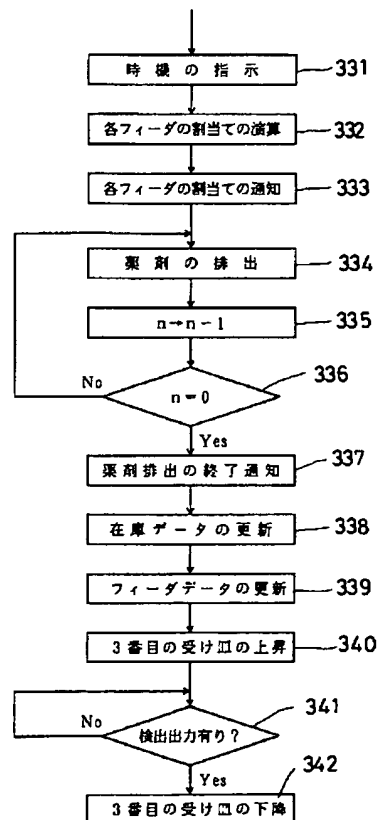 時機の指示 331
各フィーダの割当ての演算 332
各フィーダの割当ての通知 333
薬剤の排出 334
n→n-1 335
n=0 336
No
Yes
薬剤排出の終了通知 337
在庫データの更新 338
フィーダデータの更新 339
3番目の受け皿の上昇 340
検出出力有り? 341
No
Yes
342
3番目の受け皿の下降